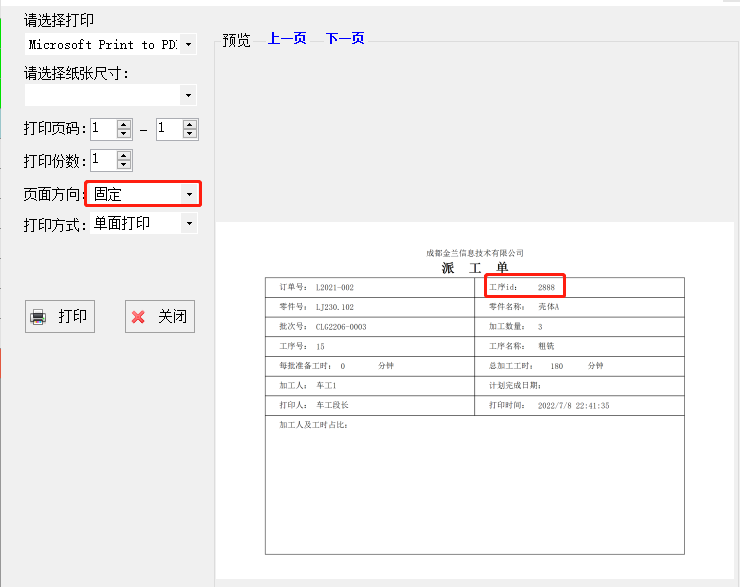 请选择打印
Microsoft Print to PD
请选择纸张尺寸:
打印页码: 1 - 1
打印份数: 1
页面方向: 固定
打印方式: 单面打印
打印 关闭
预览 上一页 下一页
成都金兰信息技术有限公司
派 工 单
订单号: L2021-002 工序id: 2888
零件号: LJ230.102 零件名称: 壳体A
批次号: CLG2206-0003 加工数量: 3
工序号: 15 工序名称: 粗铣
每批准备工时: 0 分钟 总加工工时: 180 分钟
加工人: 车工1 计划完成日期:
打印人: 车工段长 打印时间: 2022/7/8 22:41:35
加工人及工时占比: